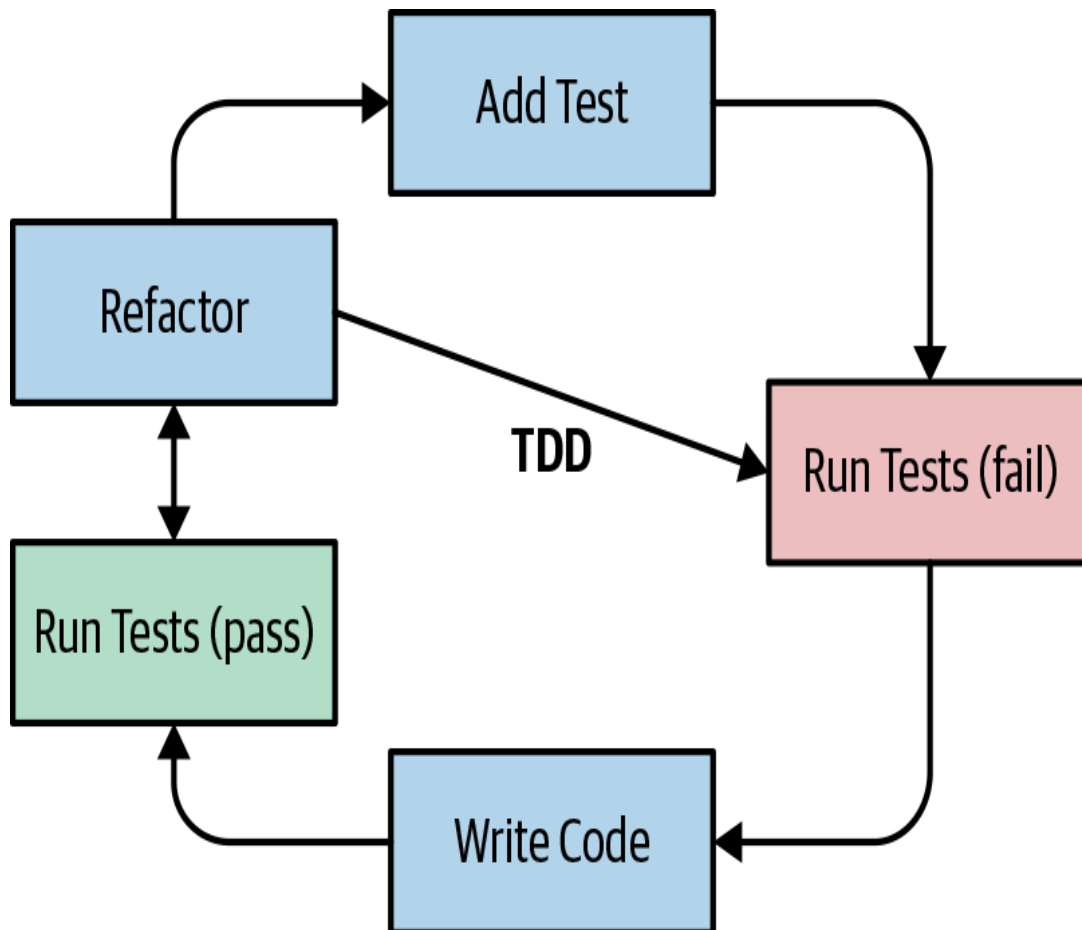 Add Test
Refactor
TDD
Run Tests (fail)
Run Tests (pass)
Write Code